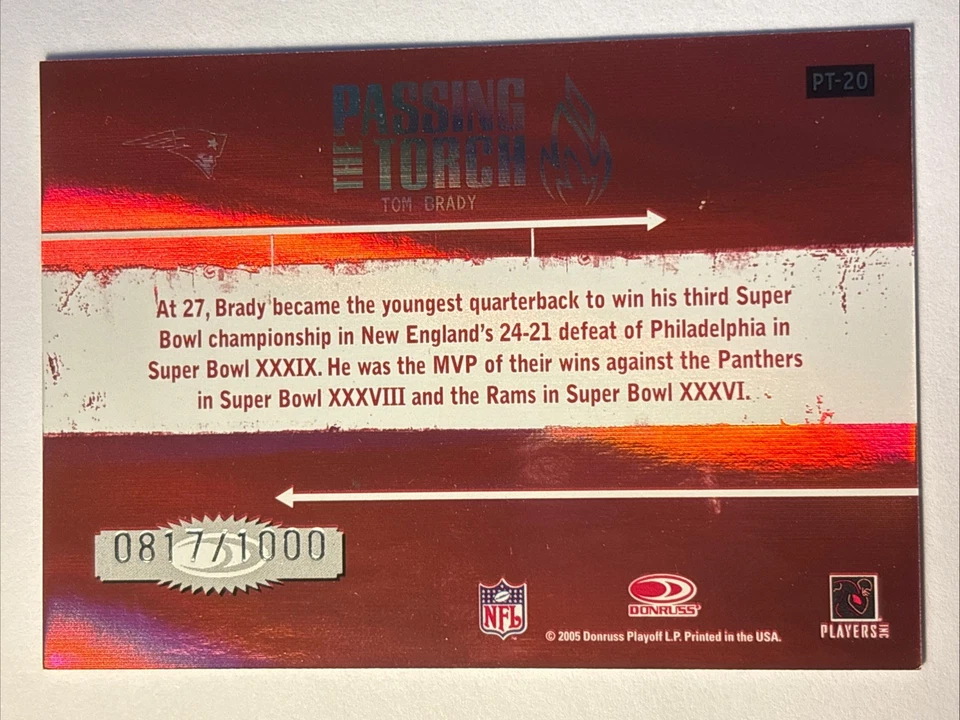 PT-20
PASSING
THE TORCH
TOM BRADY
At 27, Brady became the youngest quarterback to win his third Super
Bowl championship in New England's 24-21 defeat of Philadelphia in
Super Bowl XXXIX. He was the MVP of their wins against the Panthers
in Super Bowl XXXVIII and the Rams in Super Bowl XXXVI.
0817/1000
NFL
DONRUSS
© 2005 Donruss Playoff L.P. Printed in the USA.
PLAYERS INC